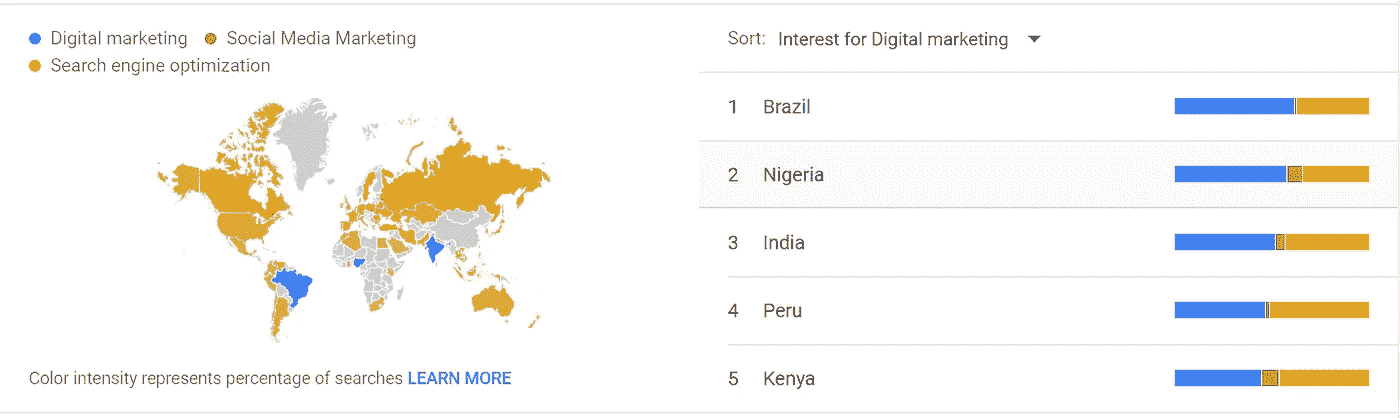 Digital marketing
Social Media Marketing
Search engine optimization
Color intensity represents percentage of searches LEARN MORE
Sort: Interest for Digital marketing
1 Brazil
2 Nigeria
3 India
4 Peru
5 Kenya